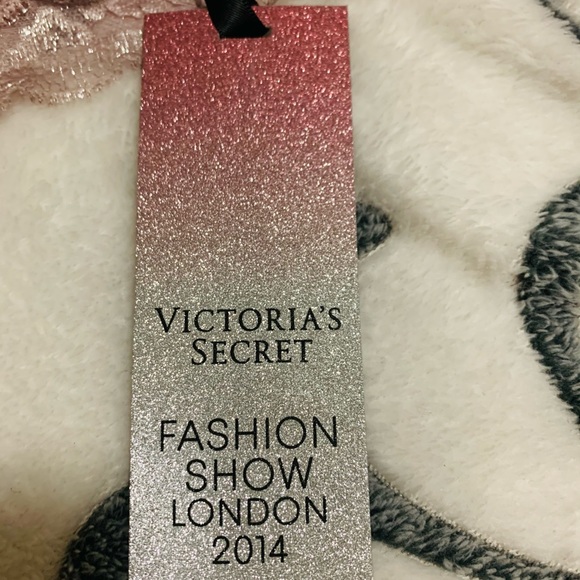 VICTORIA'S
SECRET
FASHION
SHOW
LONDON
2014